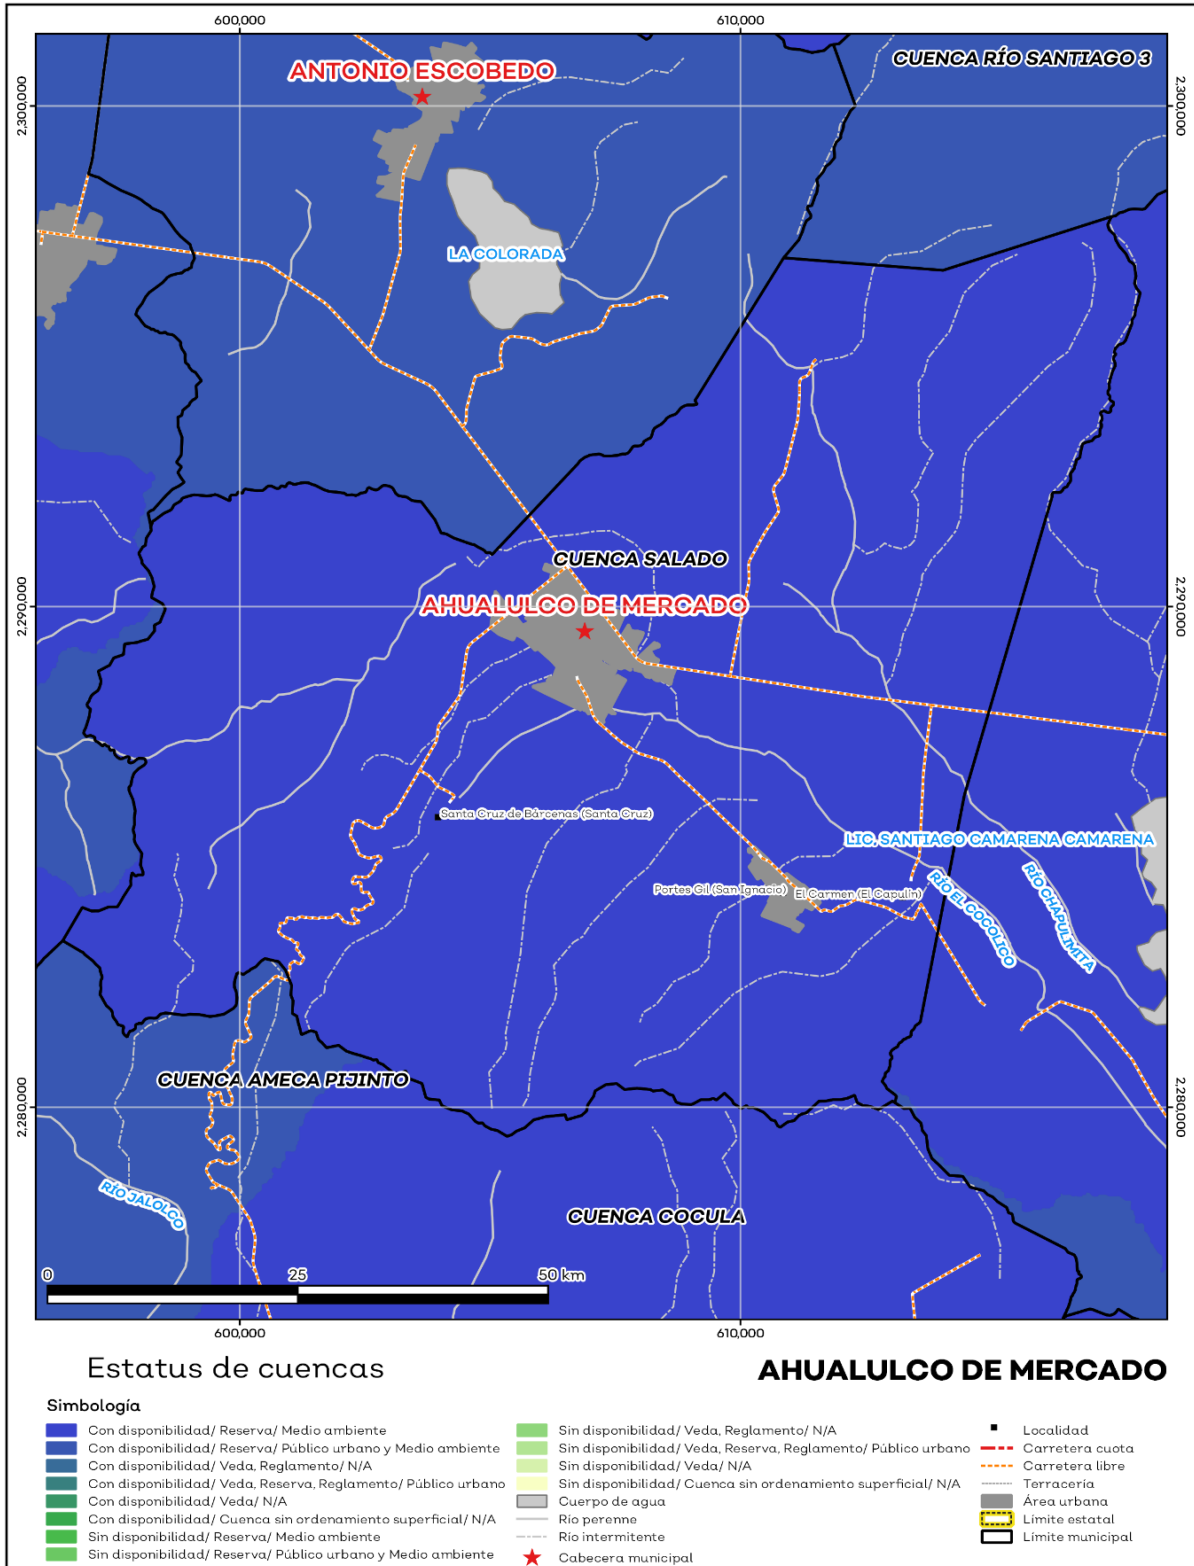 600,000
610,000
ANTONIO ESCOBEDO
CUENCA RÍO SANTIAGO 3
2,300,000
2,300,000
LA COLORADA
CUENCA SALADO
AHUALULCO DE MERCADO
2,290,000
2,290,000
Santa Cruz de Bárcenas (Santa Cruz)
LIC. SANTIAGO CAMARENA CAMARENA
Portes Gil (San Ignacio)
El Carmen (El Capulín)
RÍO EL COCOLICO
RÍO CHAPULIMITA
CUENCA AMECA PIJINTO
2,280,000
2,280,000
RÍO JALOLCO
CUENCA COCULA
0
25
50 km
600,000
610,000
Estatus de cuencas
AHUALULCO DE MERCADO
Simbología
Con disponibilidad/ Reserva/ Medio ambiente
Con disponibilidad/ Reserva/ Público urbano y Medio ambiente
Con disponibilidad/ Veda, Reglamento/ N/A
Con disponibilidad/ Veda, Reserva, Reglamento/ Público urbano
Con disponibilidad/ Veda/ N/A
Con disponibilidad/ Cuenca sin ordenamiento superficial/ N/A
Sin disponibilidad/ Reserva/ Medio ambiente
Sin disponibilidad/ Reserva/ Público urbano y Medio ambiente
Sin disponibilidad/ Veda, Reglamento/ N/A
Sin disponibilidad/ Veda, Reserva, Reglamento/ Público urbano
Sin disponibilidad/ Veda/ N/A
Sin disponibilidad/ Cuenca sin ordenamiento superficial/ N/A
Cuerpo de agua
Río perenne
Río intermitente
Cabecera municipal
Localidad
Carretera cuota
Carretera libre
Terracería
Área urbana
Límite estatal
Límite municipal